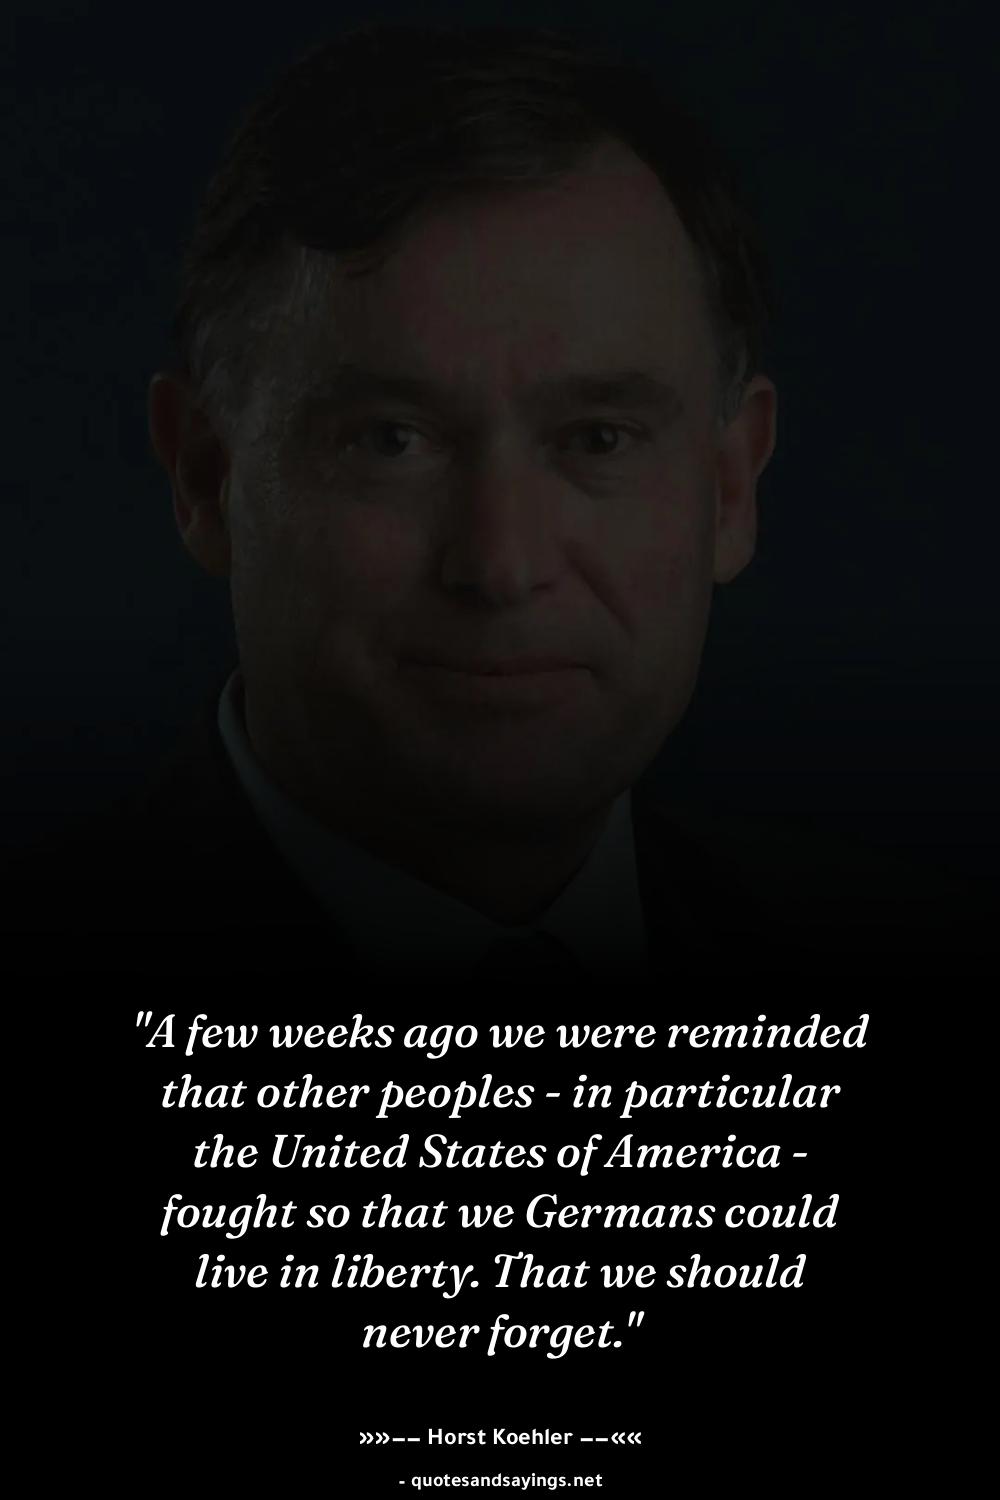 "A few weeks ago we were reminded
that other peoples - in particular
the United States of America -
fought so that we Germans could
live in liberty. That we should
never forget."
»»−− Horst Koehler −−««
- quotesandsayings.net